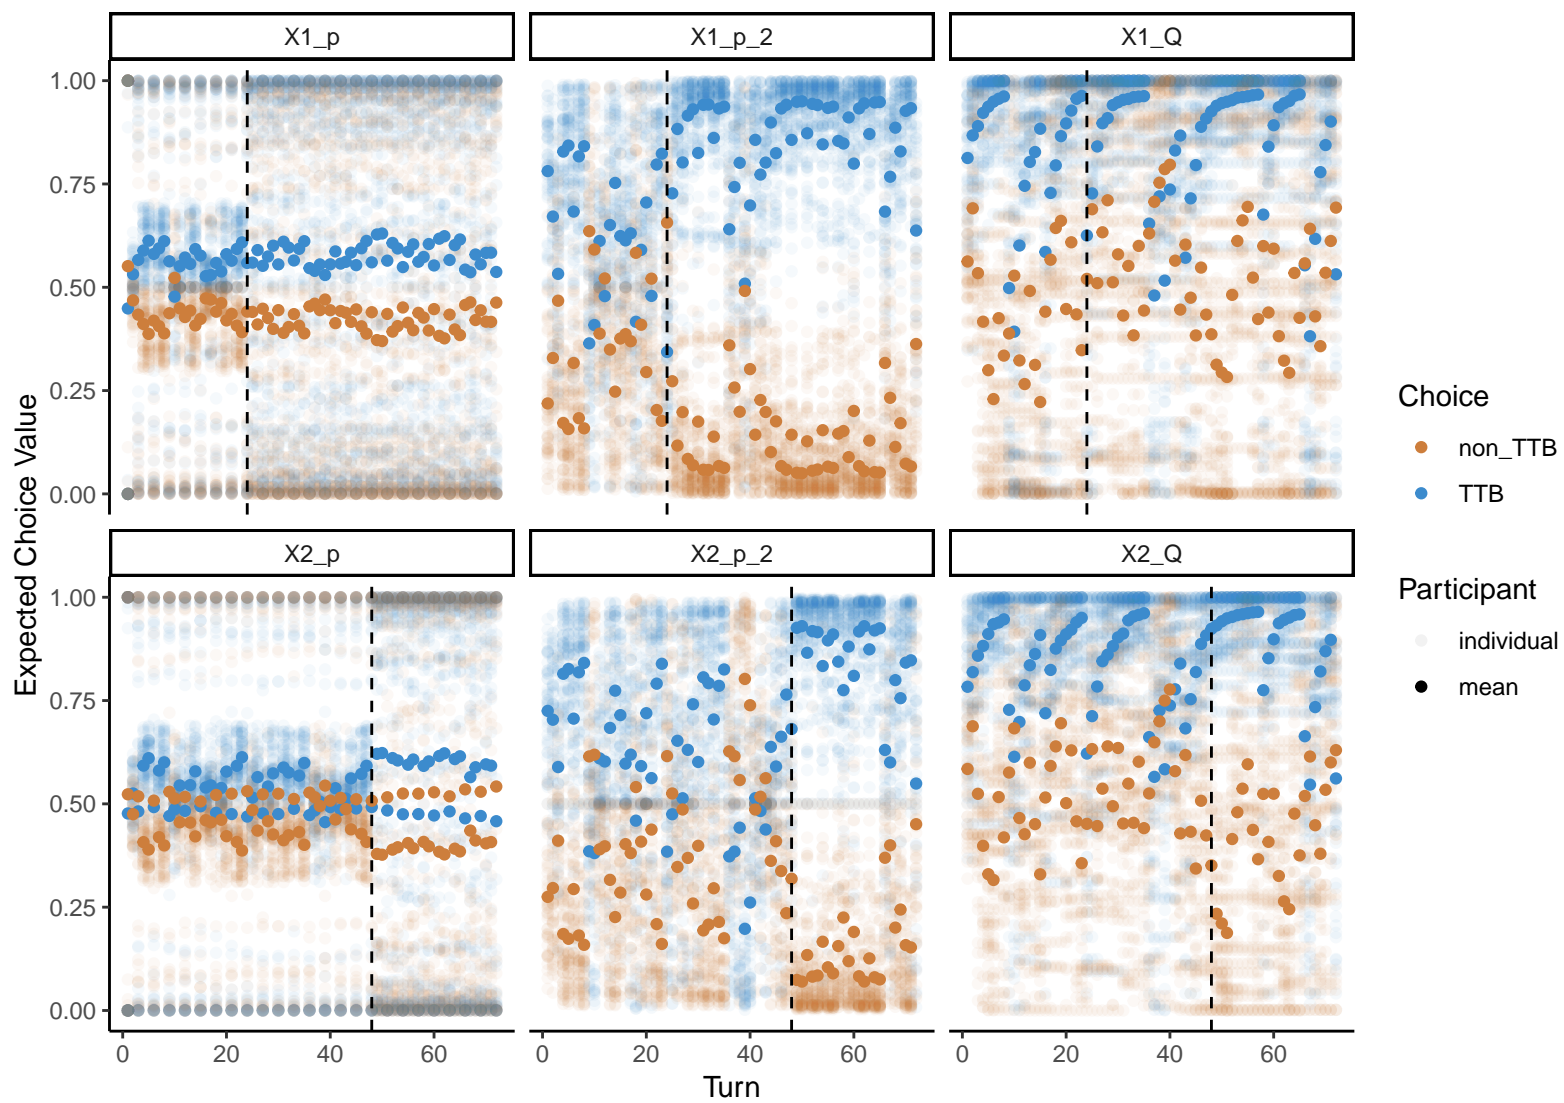 X1_p
X1_p_2
X1_Q
1.00
0.75
0.50
0.25
0.00
X2_p
X2_p_2
X2_Q
1.00
0.75
0.50
0.25
0.00
0 20 40 60
0 20 40 60
0 20 40 60
Turn
Expected Choice Value
Choice
non_TTB
TTB
Participant
individual
mean